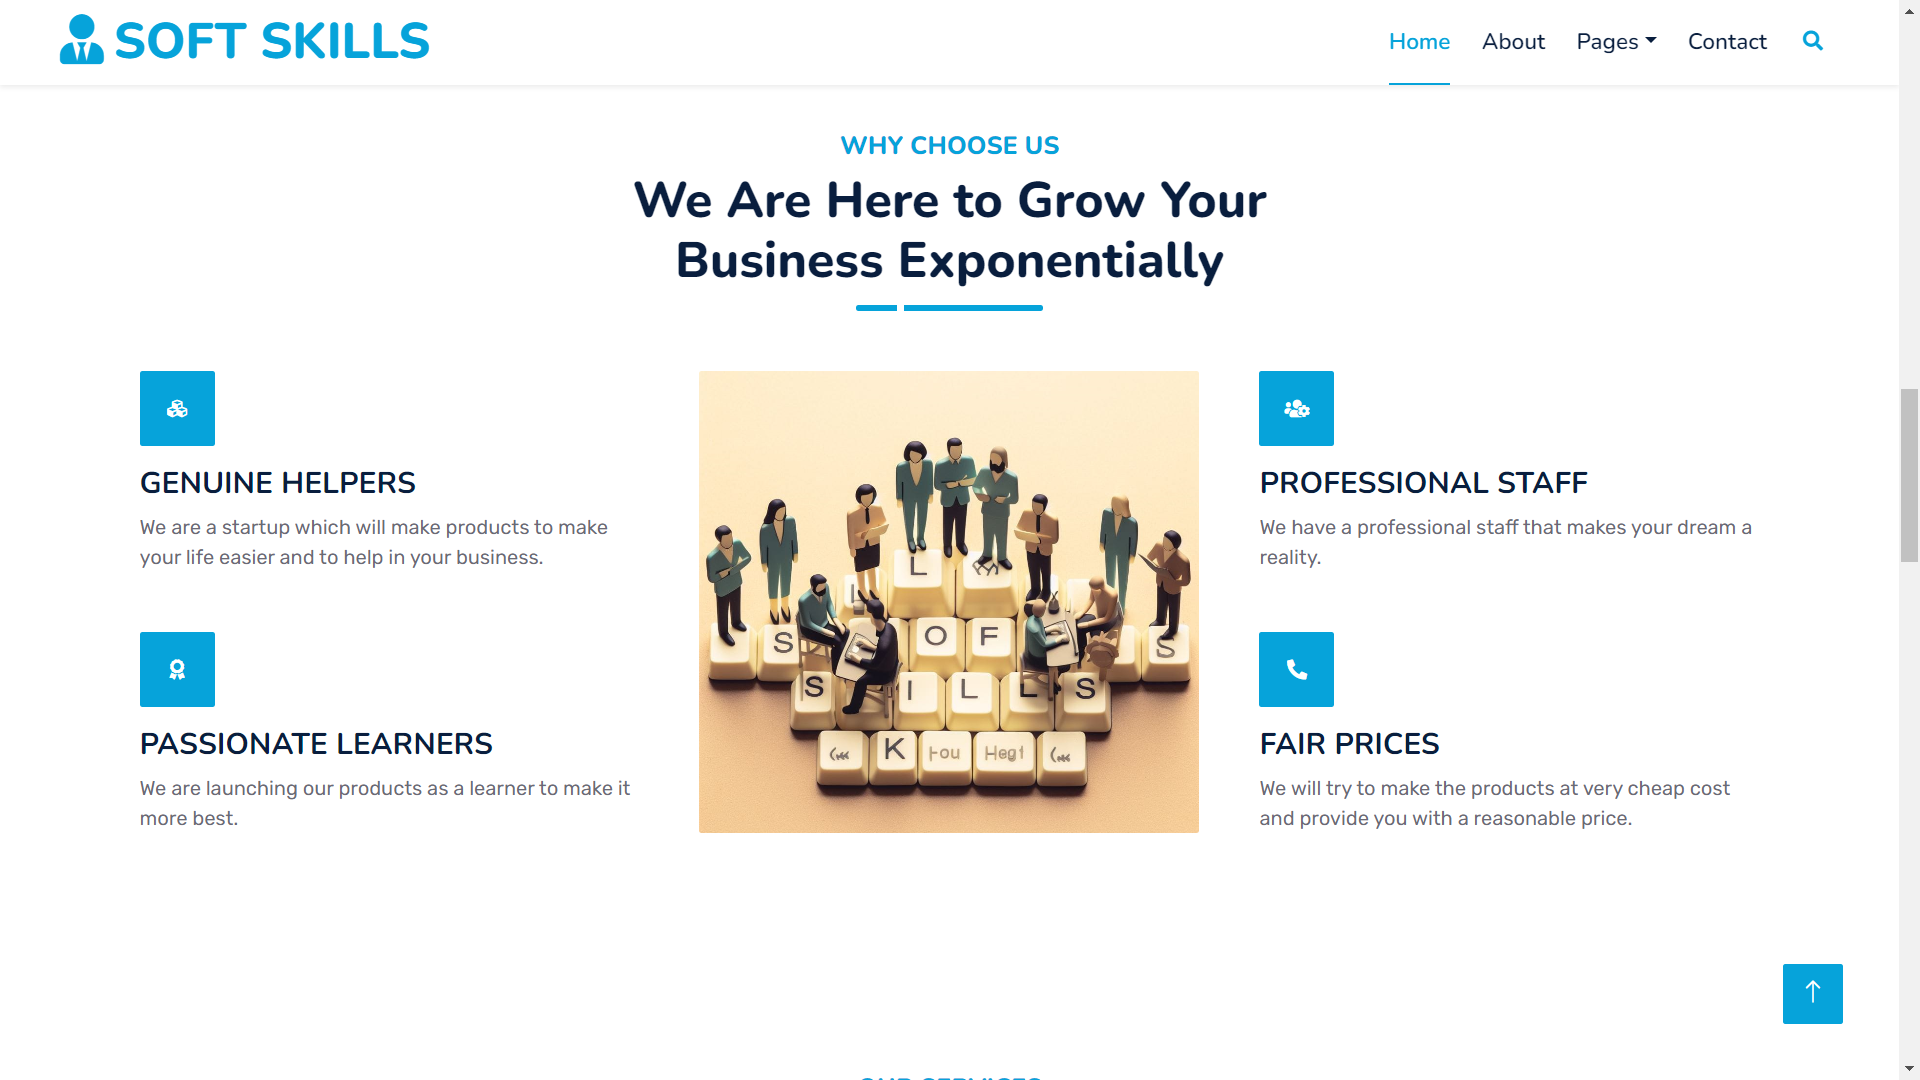 SOFT SKILLS
Home About Pages Contact
WHY CHOOSE US
We Are Here to Grow Your
Business Exponentially
GENUINE HELPERS
We are a startup which will make products to make
your life easier and to help in your business.
PASSIONATE LEARNERS
We are launching our products as a learner to make it
more best.
L
L
S O F S
S I L L S
K
PROFESSIONAL STAFF
We have a professional staff that makes your dream a
reality.
FAIR PRICES
We will try to make the products at very cheap cost
and provide you with a reasonable price.
OUR SERVICES